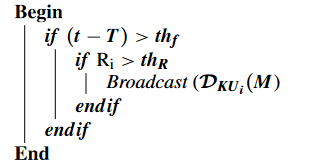 Begin
if (t − T) > th_f
if R_i > th_R
Broadcast (𝓓_{KU_i}(M)
endif
endif
End